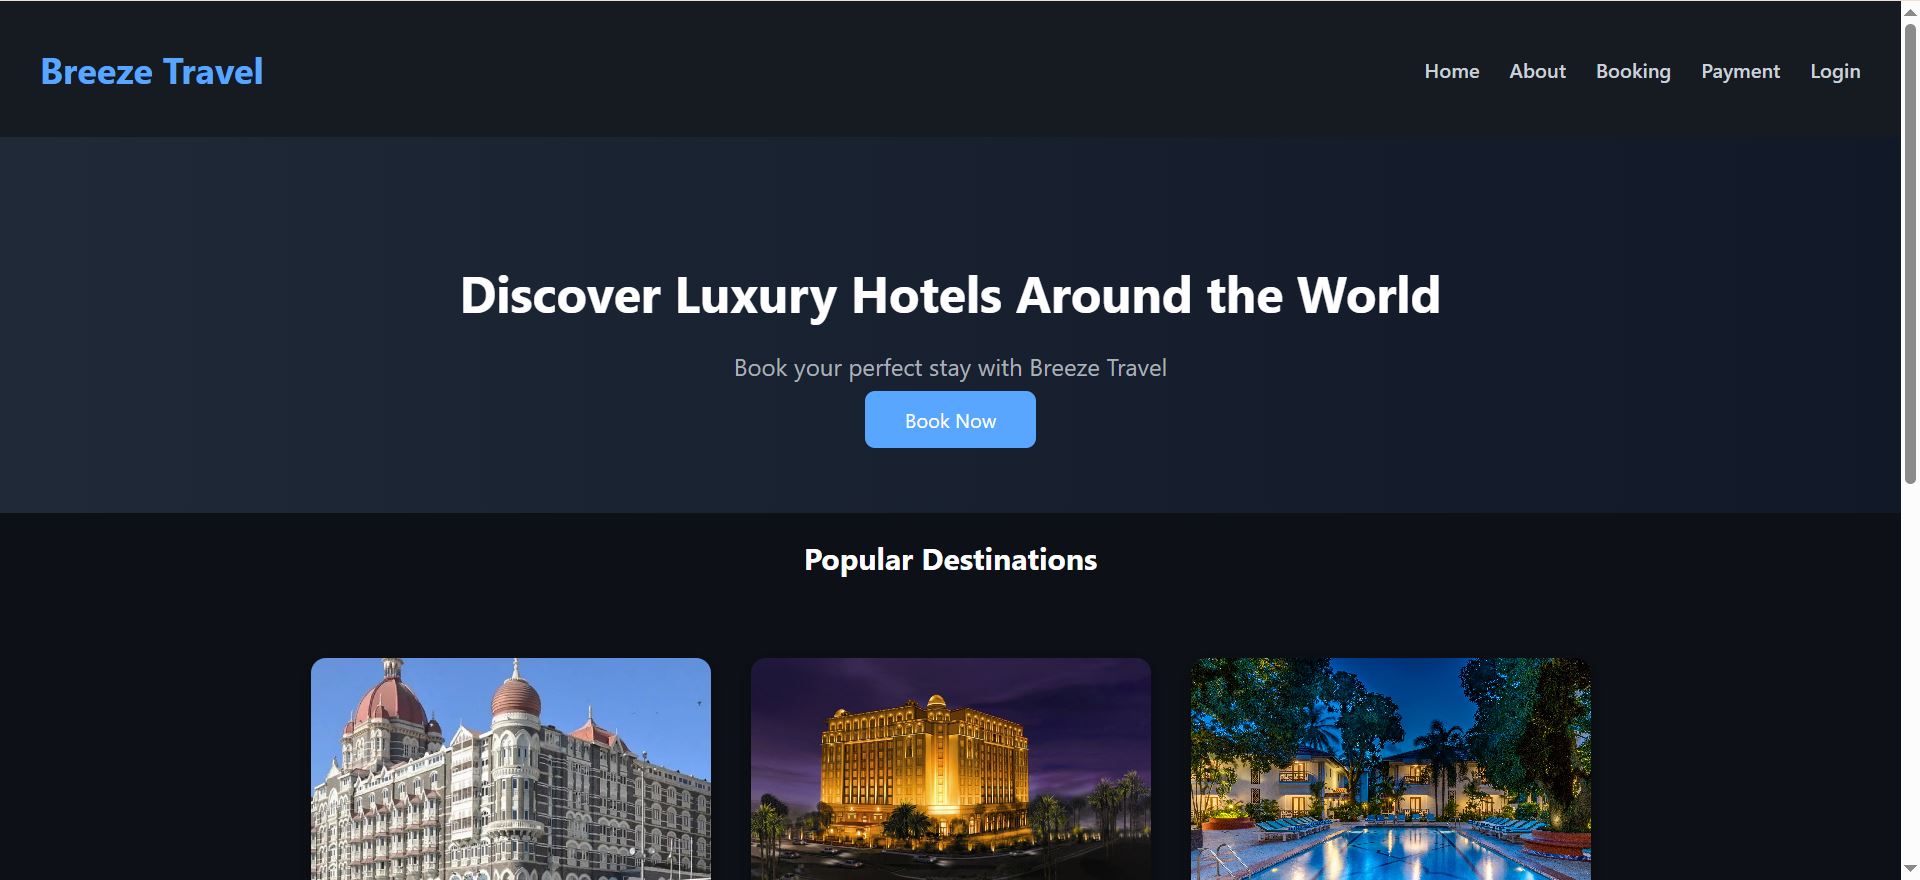 Breeze Travel
Home About Booking Payment Login
Discover Luxury Hotels Around the World
Book your perfect stay with Breeze Travel
Book Now
Popular Destinations